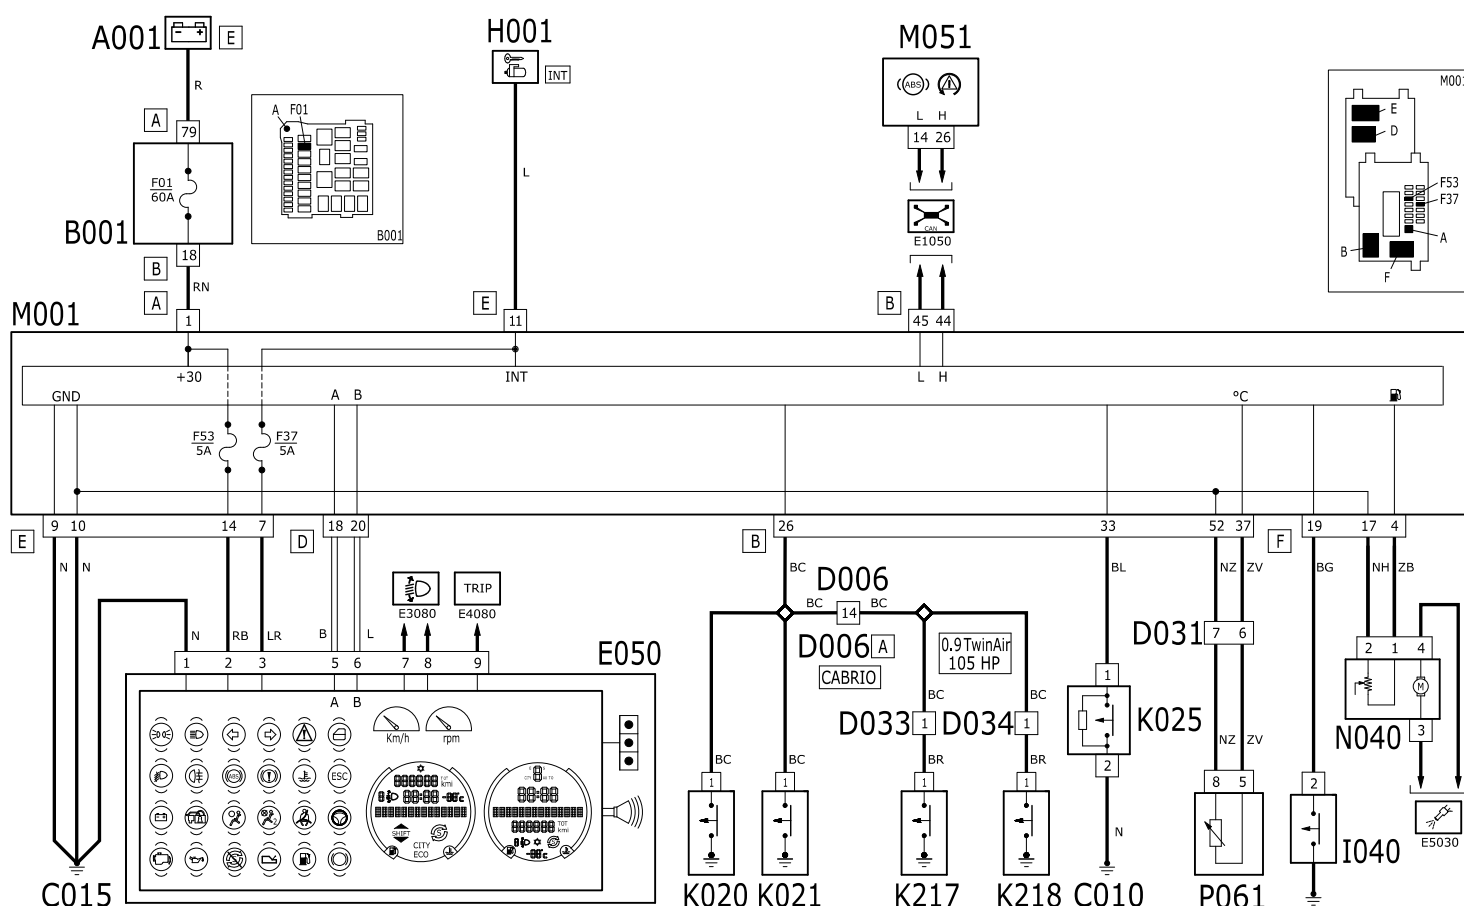 A001 E H001 M051
INT
R
A 79
F01
60A
B001
18
B
RN
A
1
A F01
B001
L
E 11
ABS
L H
14 26
CAN
E1050
B 45 44
M001
E
D
F53
F37
A
B
F
M001
+30 INT L H
GND A B °C
F53
5A
F37
5A
E 9 10 14 7 D 18 20 B 26 33 52 37 F 19 17 4
N N BC BL NZ ZV BG NH ZB
TRIP
E3080 E4080
D006
BC 14 BC
D006 A
CABRIO
0.9 TwinAir
105 HP
D031 7 6
N RB LR B L
1 2 3 5 6 7 8 9
E050
A B
Km/h rpm
ABS
ESC
SHIFT
CITY
ECO
TOT
kmi
BC BC
D033 1 D034 1
BC BC BR BR
1 1 1 1
K020 K021 K217 K218
1
K025
2
N
C010
NZ ZV
8 5
P061
2
I040
2 1 4
M
N040 3
E5030
C015